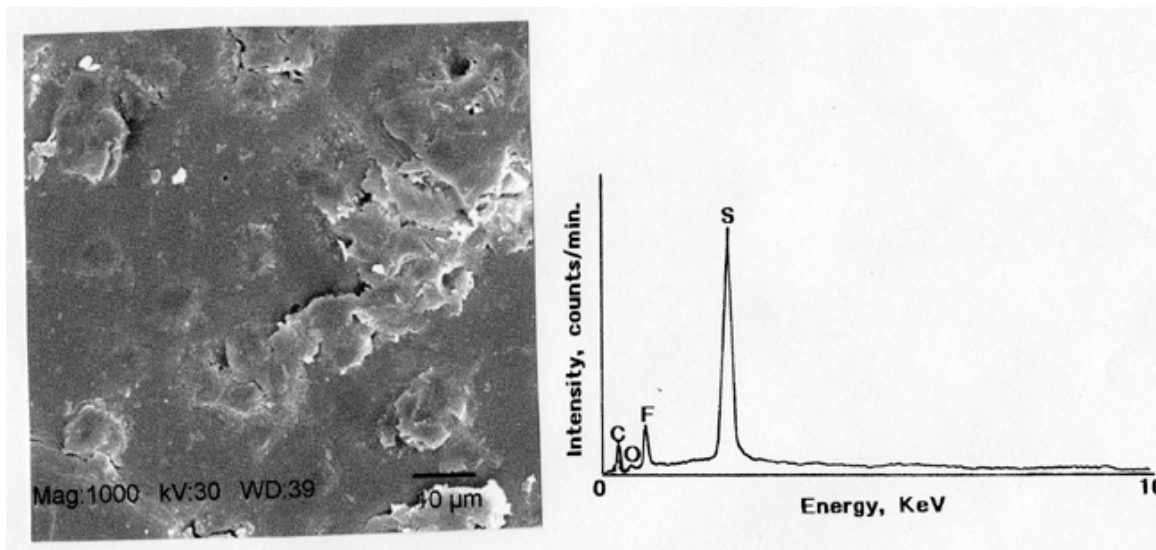 Mag:1000 kV:30 WD:39
40 µm
Intensity, counts/min.
C
O
F
S
0
10
Energy, KeV